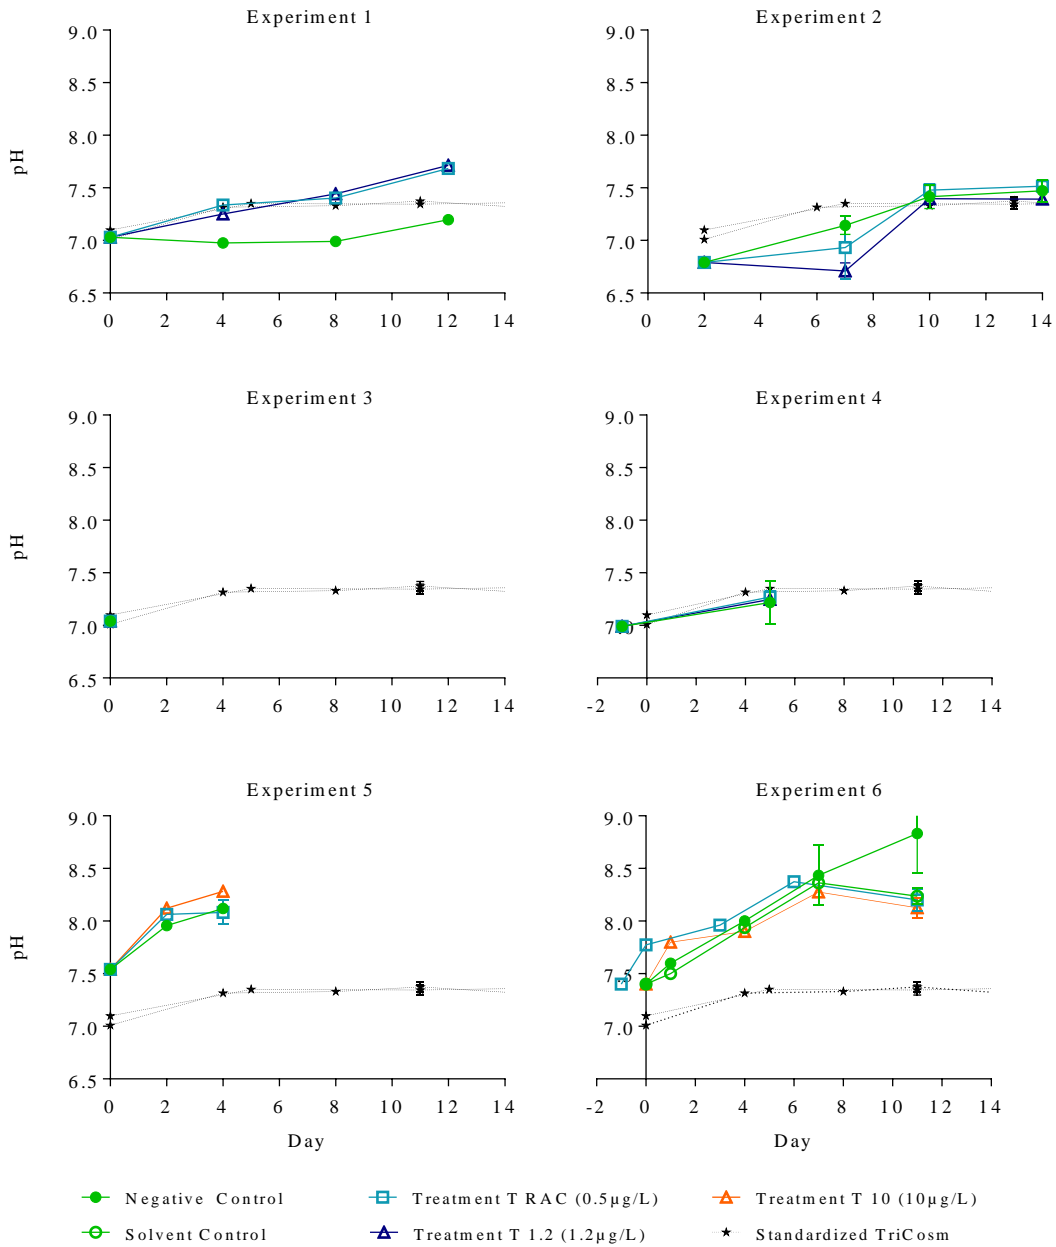 Experiment 1
Experiment 2
9.0
9.0
8.5
8.5
8.0
8.0
pH
7.5
7.5
7.0
7.0
6.5
6.5
0 2 4 6 8 10 12 14
0 2 4 6 8 10 12 14
Experiment 3
Experiment 4
9.0
9.0
8.5
8.5
8.0
8.0
pH
7.5
7.5
7.0
7.0
6.5
6.5
0 2 4 6 8 10 12 14
-2 0 2 4 6 8 10 12 14
Experiment 5
Experiment 6
9.0
9.0
8.5
8.5
8.0
8.0
pH
7.5
7.5
7.0
7.0
6.5
6.5
0 2 4 6 8 10 12 14
-2 0 2 4 6 8 10 12 14
Day
Day
Negative Control
Treatment T RAC (0.5µg/L)
Treatment T 10 (10µg/L)
Solvent Control
Treatment T 1.2 (1.2µg/L)
Standardized TriCosm